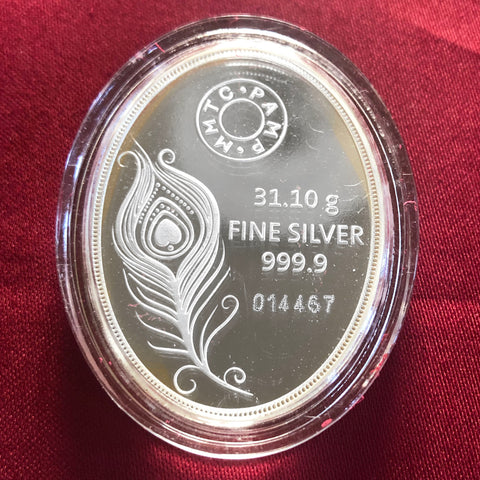 MMTC • PAMP •
31.10 g
FINE SILVER
999.9
014467